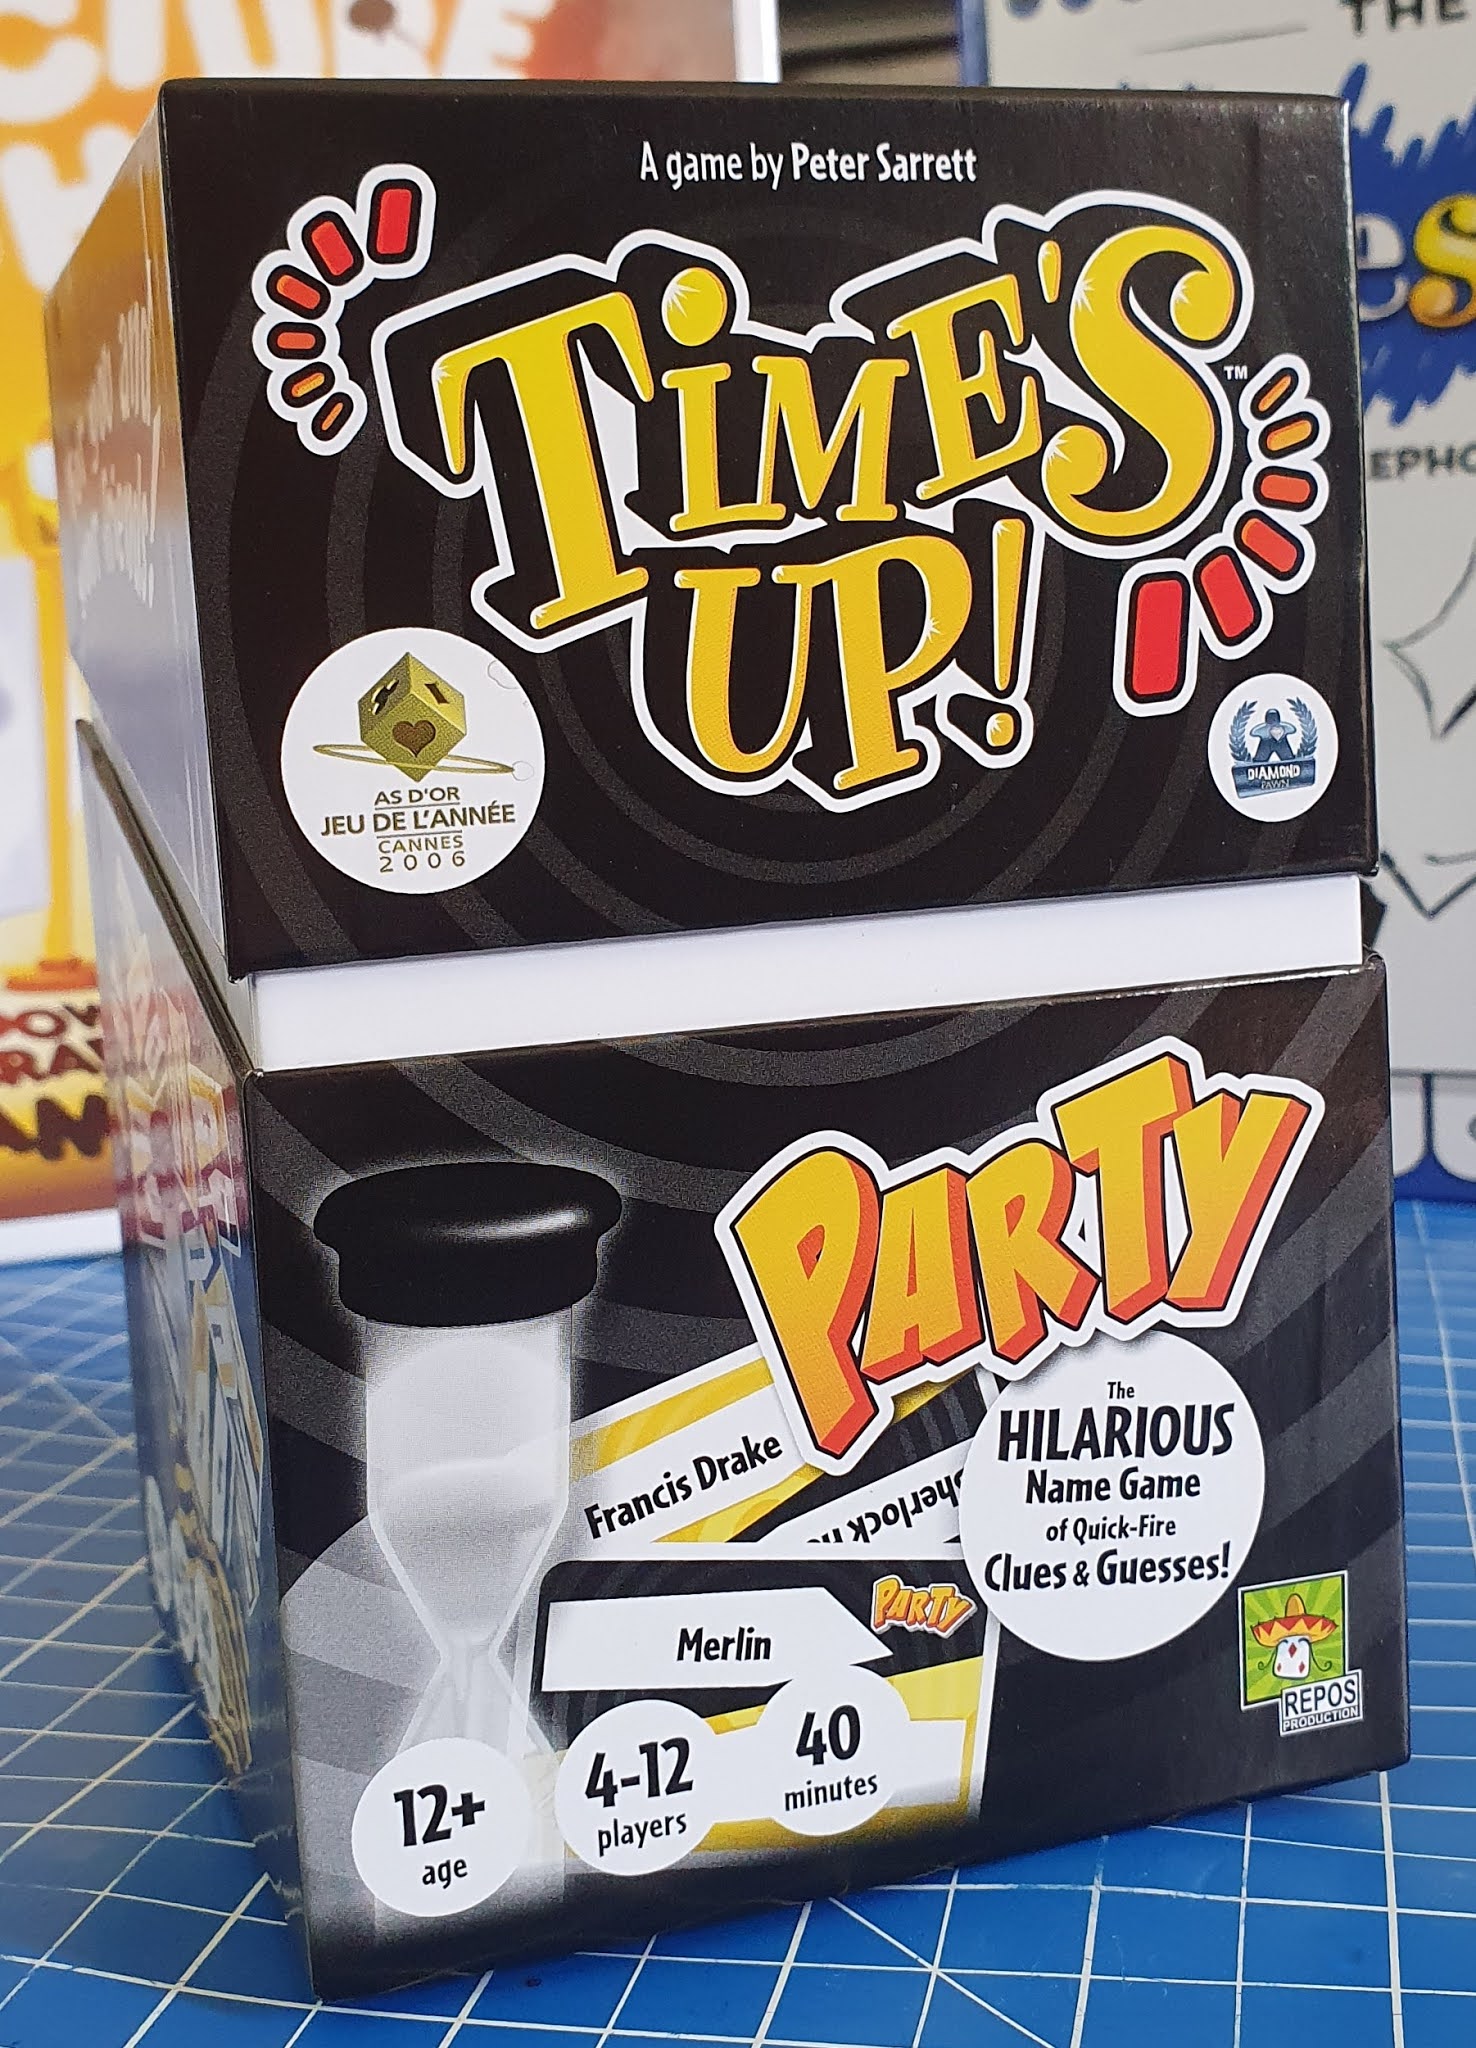 A game by Peter Sarrett
TIME'S
UP!
TM
AS D'OR
JEU DE L'ANNÉE
CANNES
2006
DIAMOND
PAWN
PARTY
The
HILARIOUS
Name Game
of Quick-Fire
Clues & Guesses!
Francis Drake
PARTY
Merlin
12+
age
4-12
players
40
minutes
REPOS
PRODUCTION
THE